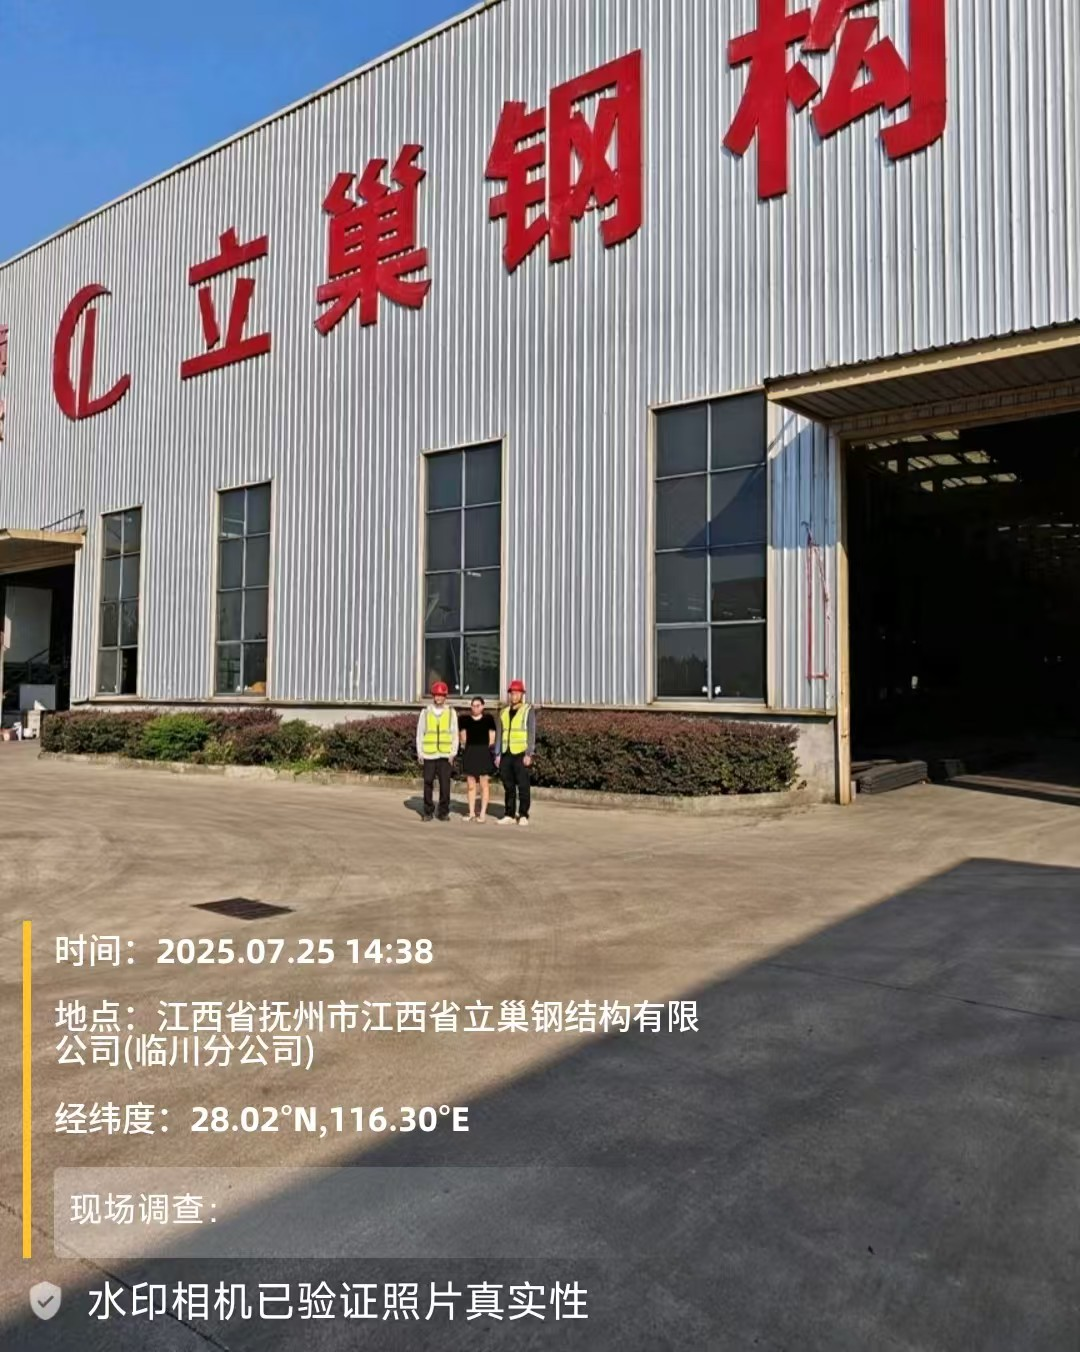 CL 立巢钢构
时间：2025.07.25 14:38
地点：江西省抚州市江西省立巢钢结构有限
公司(临川分公司)
经纬度：28.02°N,116.30°E
现场调查：
水印相机已验证照片真实性